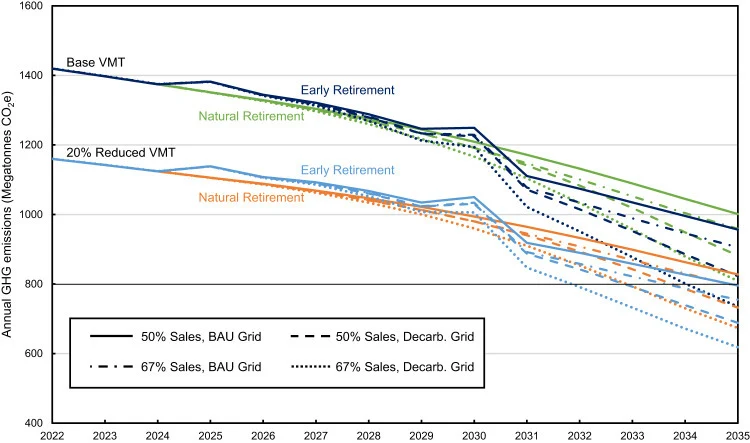 Annual GHG emissions (Megatonnes CO2e)
1600
1400
1200
1000
800
600
400
Base VMT
Early Retirement
Natural Retirement
20% Reduced VMT
Early Retirement
Natural Retirement
50% Sales, BAU Grid
50% Sales, Decarb. Grid
67% Sales, BAU Grid
67% Sales, Decarb. Grid
2022 2023 2024 2025 2026 2027 2028 2029 2030 2031 2032 2033 2034 2035